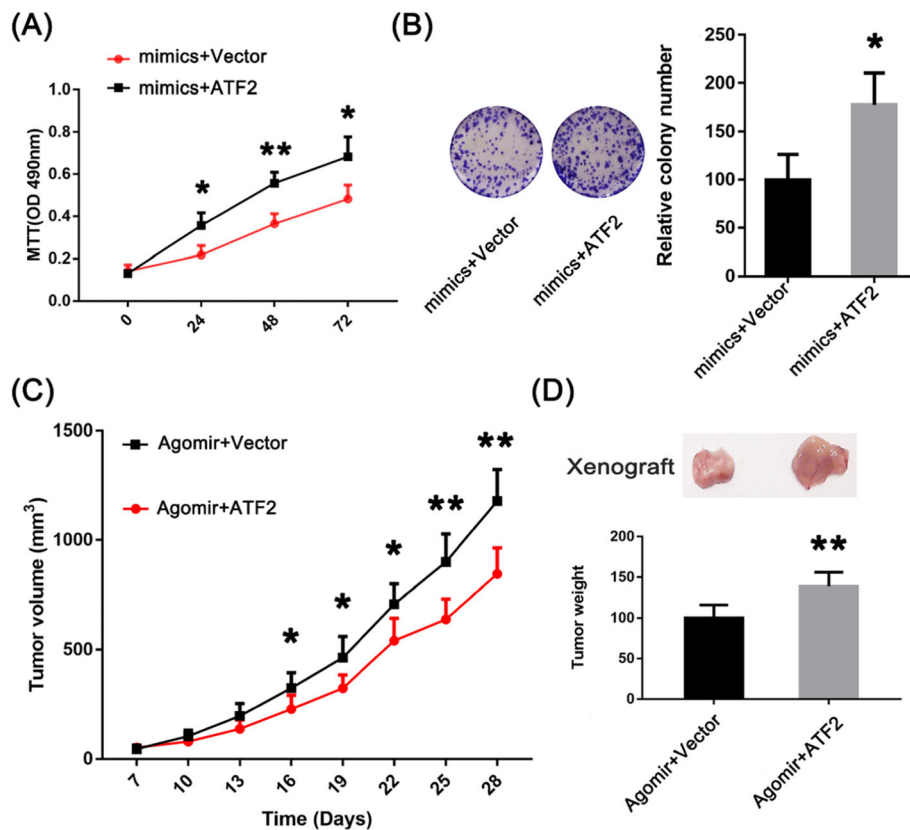 (A)
mimics+Vector
mimics+ATF2
MTT(OD 490nm)
1.0
0.8
0.6
0.4
0.2
0.0
0
24
48
72
*
**
*
(B)
mimics+Vector
mimics+ATF2
Relative colony number
250
200
150
100
50
0
*
mimics+Vector
mimics+ATF2
(C)
Agomir+Vector
Agomir+ATF2
Tumor volume (mm³)
1500
1000
500
0
*
*
*
**
**
7
10
13
16
19
22
25
28
Time (Days)
(D)
Xenograft
Tumor weight
200
150
100
50
0
**
Agomir+Vector
Agomir+ATF2